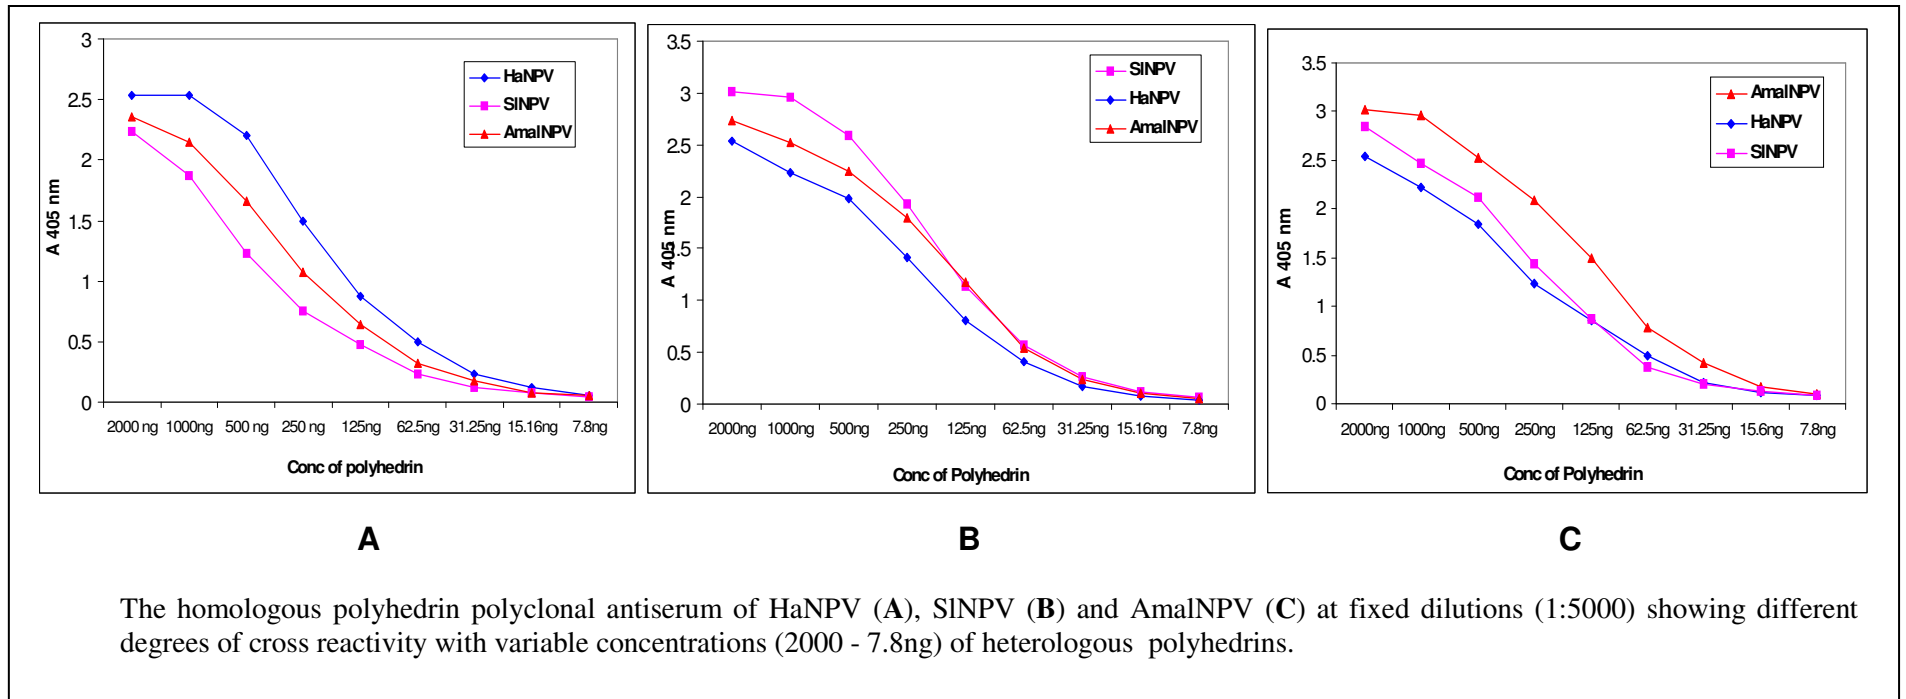 3
2.5
2
1.5
1
0.5
0
A 405 nm
HaNPV
SlNPV
AmalNPV
2000 ng 1000ng 500 ng 250 ng 125ng 62.5ng 31.25ng 15.16ng 7.8ng
Conc of polyhedrin
3.5
3
2.5
2
1.5
1
0.5
0
A 405 nm
SlNPV
HaNPV
AmalNPV
2000ng 1000ng 500ng 250ng 125ng 62.5ng 31.25ng 15.16ng 7.8ng
Conc of Polyhedrin
3.5
3
2.5
2
1.5
1
0.5
0
A 405 nm
AmalNPV
HaNPV
SlNPV
2000ng 1000ng 500ng 250ng 125ng 62.5ng 31.25ng 15.6ng 7.8ng
Conc of Polyhedrin
A
B
C
The homologous polyhedrin polyclonal antiserum of HaNPV (A), SlNPV (B) and AmalNPV (C) at fixed dilutions (1:5000) showing different
degrees of cross reactivity with variable concentrations (2000 - 7.8ng) of heterologous polyhedrins.